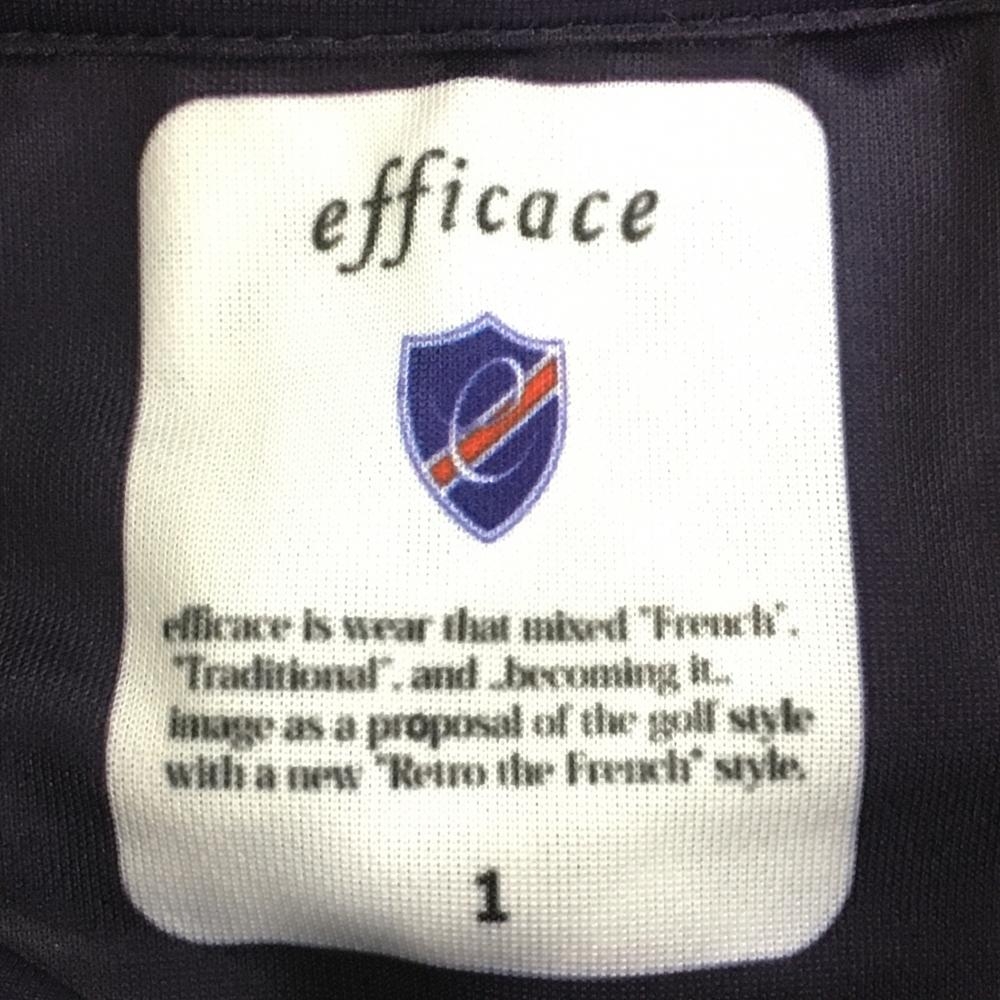 efficace
e
efficace is wear that mixed "French".
"Traditional". and ..becoming it..
image as a proposal of the golf style
with a new "Retro the French" style.
1